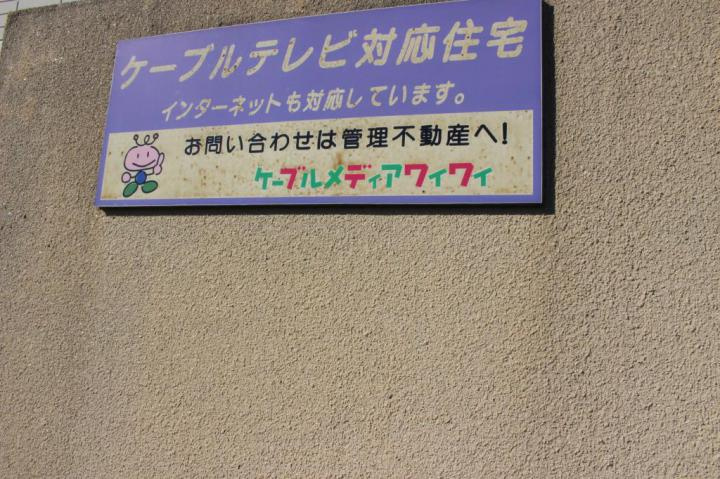 ケーブルテレビ対応住宅
インターネットも対応しています。
お問い合わせは管理不動産へ!
ケーブルメディアワイワイ